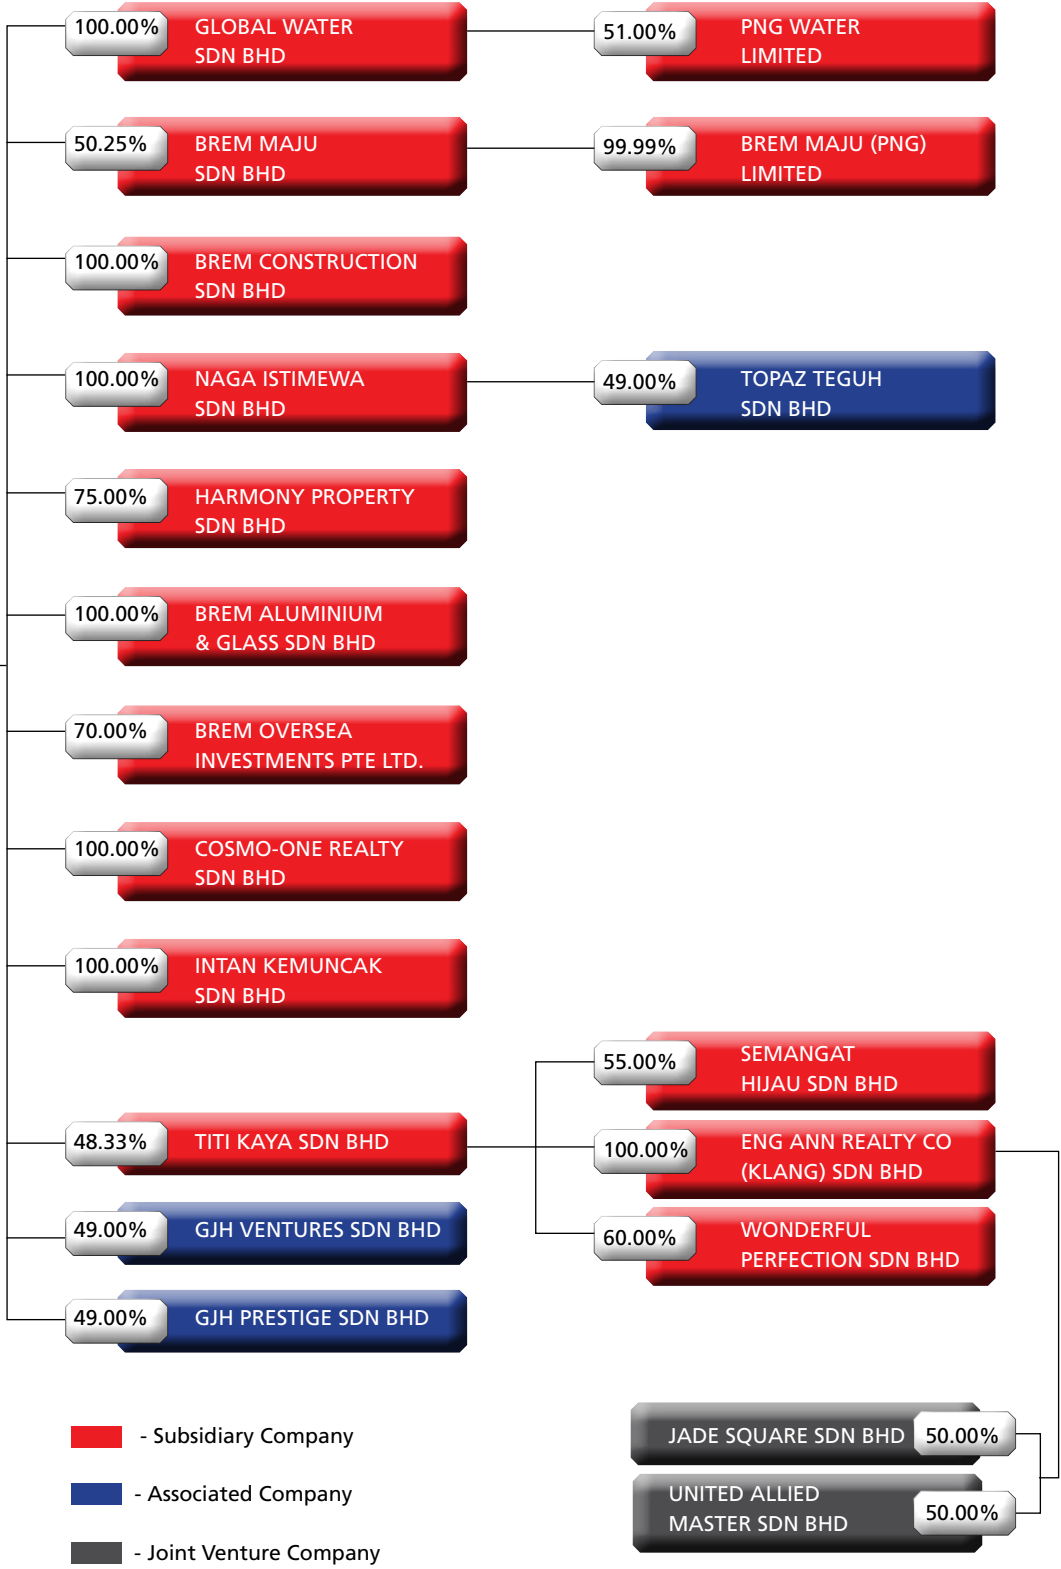 100.00%
GLOBAL WATER
SDN BHD
51.00%
PNG WATER
LIMITED
50.25%
BREM MAJU
SDN BHD
99.99%
BREM MAJU (PNG)
LIMITED
100.00%
BREM CONSTRUCTION
SDN BHD
100.00%
NAGA ISTIMEWA
SDN BHD
49.00%
TOPAZ TEGUH
SDN BHD
75.00%
HARMONY PROPERTY
SDN BHD
100.00%
BREM ALUMINIUM
& GLASS SDN BHD
70.00%
BREM OVERSEA
INVESTMENTS PTE LTD.
100.00%
COSMO-ONE REALTY
SDN BHD
100.00%
INTAN KEMUNCAK
SDN BHD
48.33%
TITI KAYA SDN BHD
55.00%
SEMANGAT
HIJAU SDN BHD
100.00%
ENG ANN REALTY CO
(KLANG) SDN BHD
60.00%
WONDERFUL
PERFECTION SDN BHD
49.00%
GJH VENTURES SDN BHD
49.00%
GJH PRESTIGE SDN BHD
JADE SQUARE SDN BHD
50.00%
UNITED ALLIED
MASTER SDN BHD
50.00%
- Subsidiary Company
- Associated Company
- Joint Venture Company